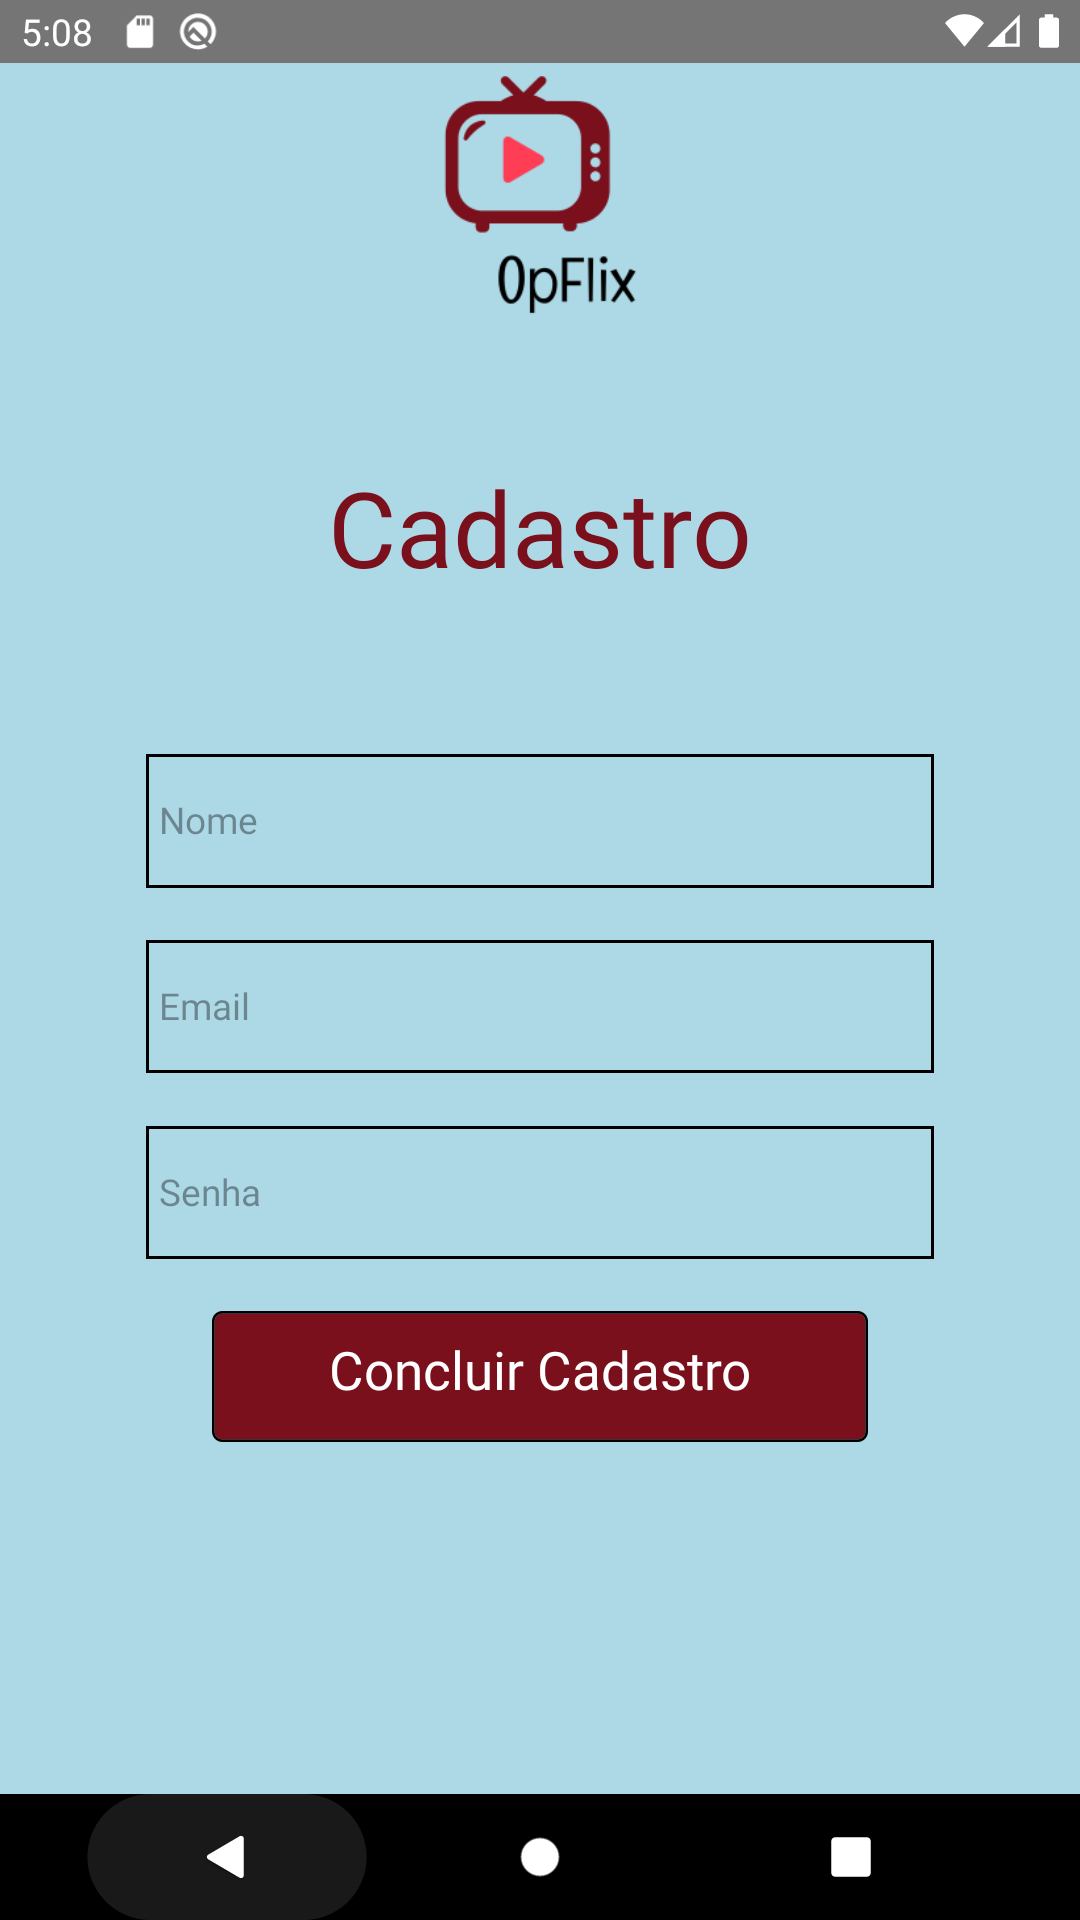 5:08
OpFlix
Cadastro
Nome
Email
Senha
Concluir Cadastro